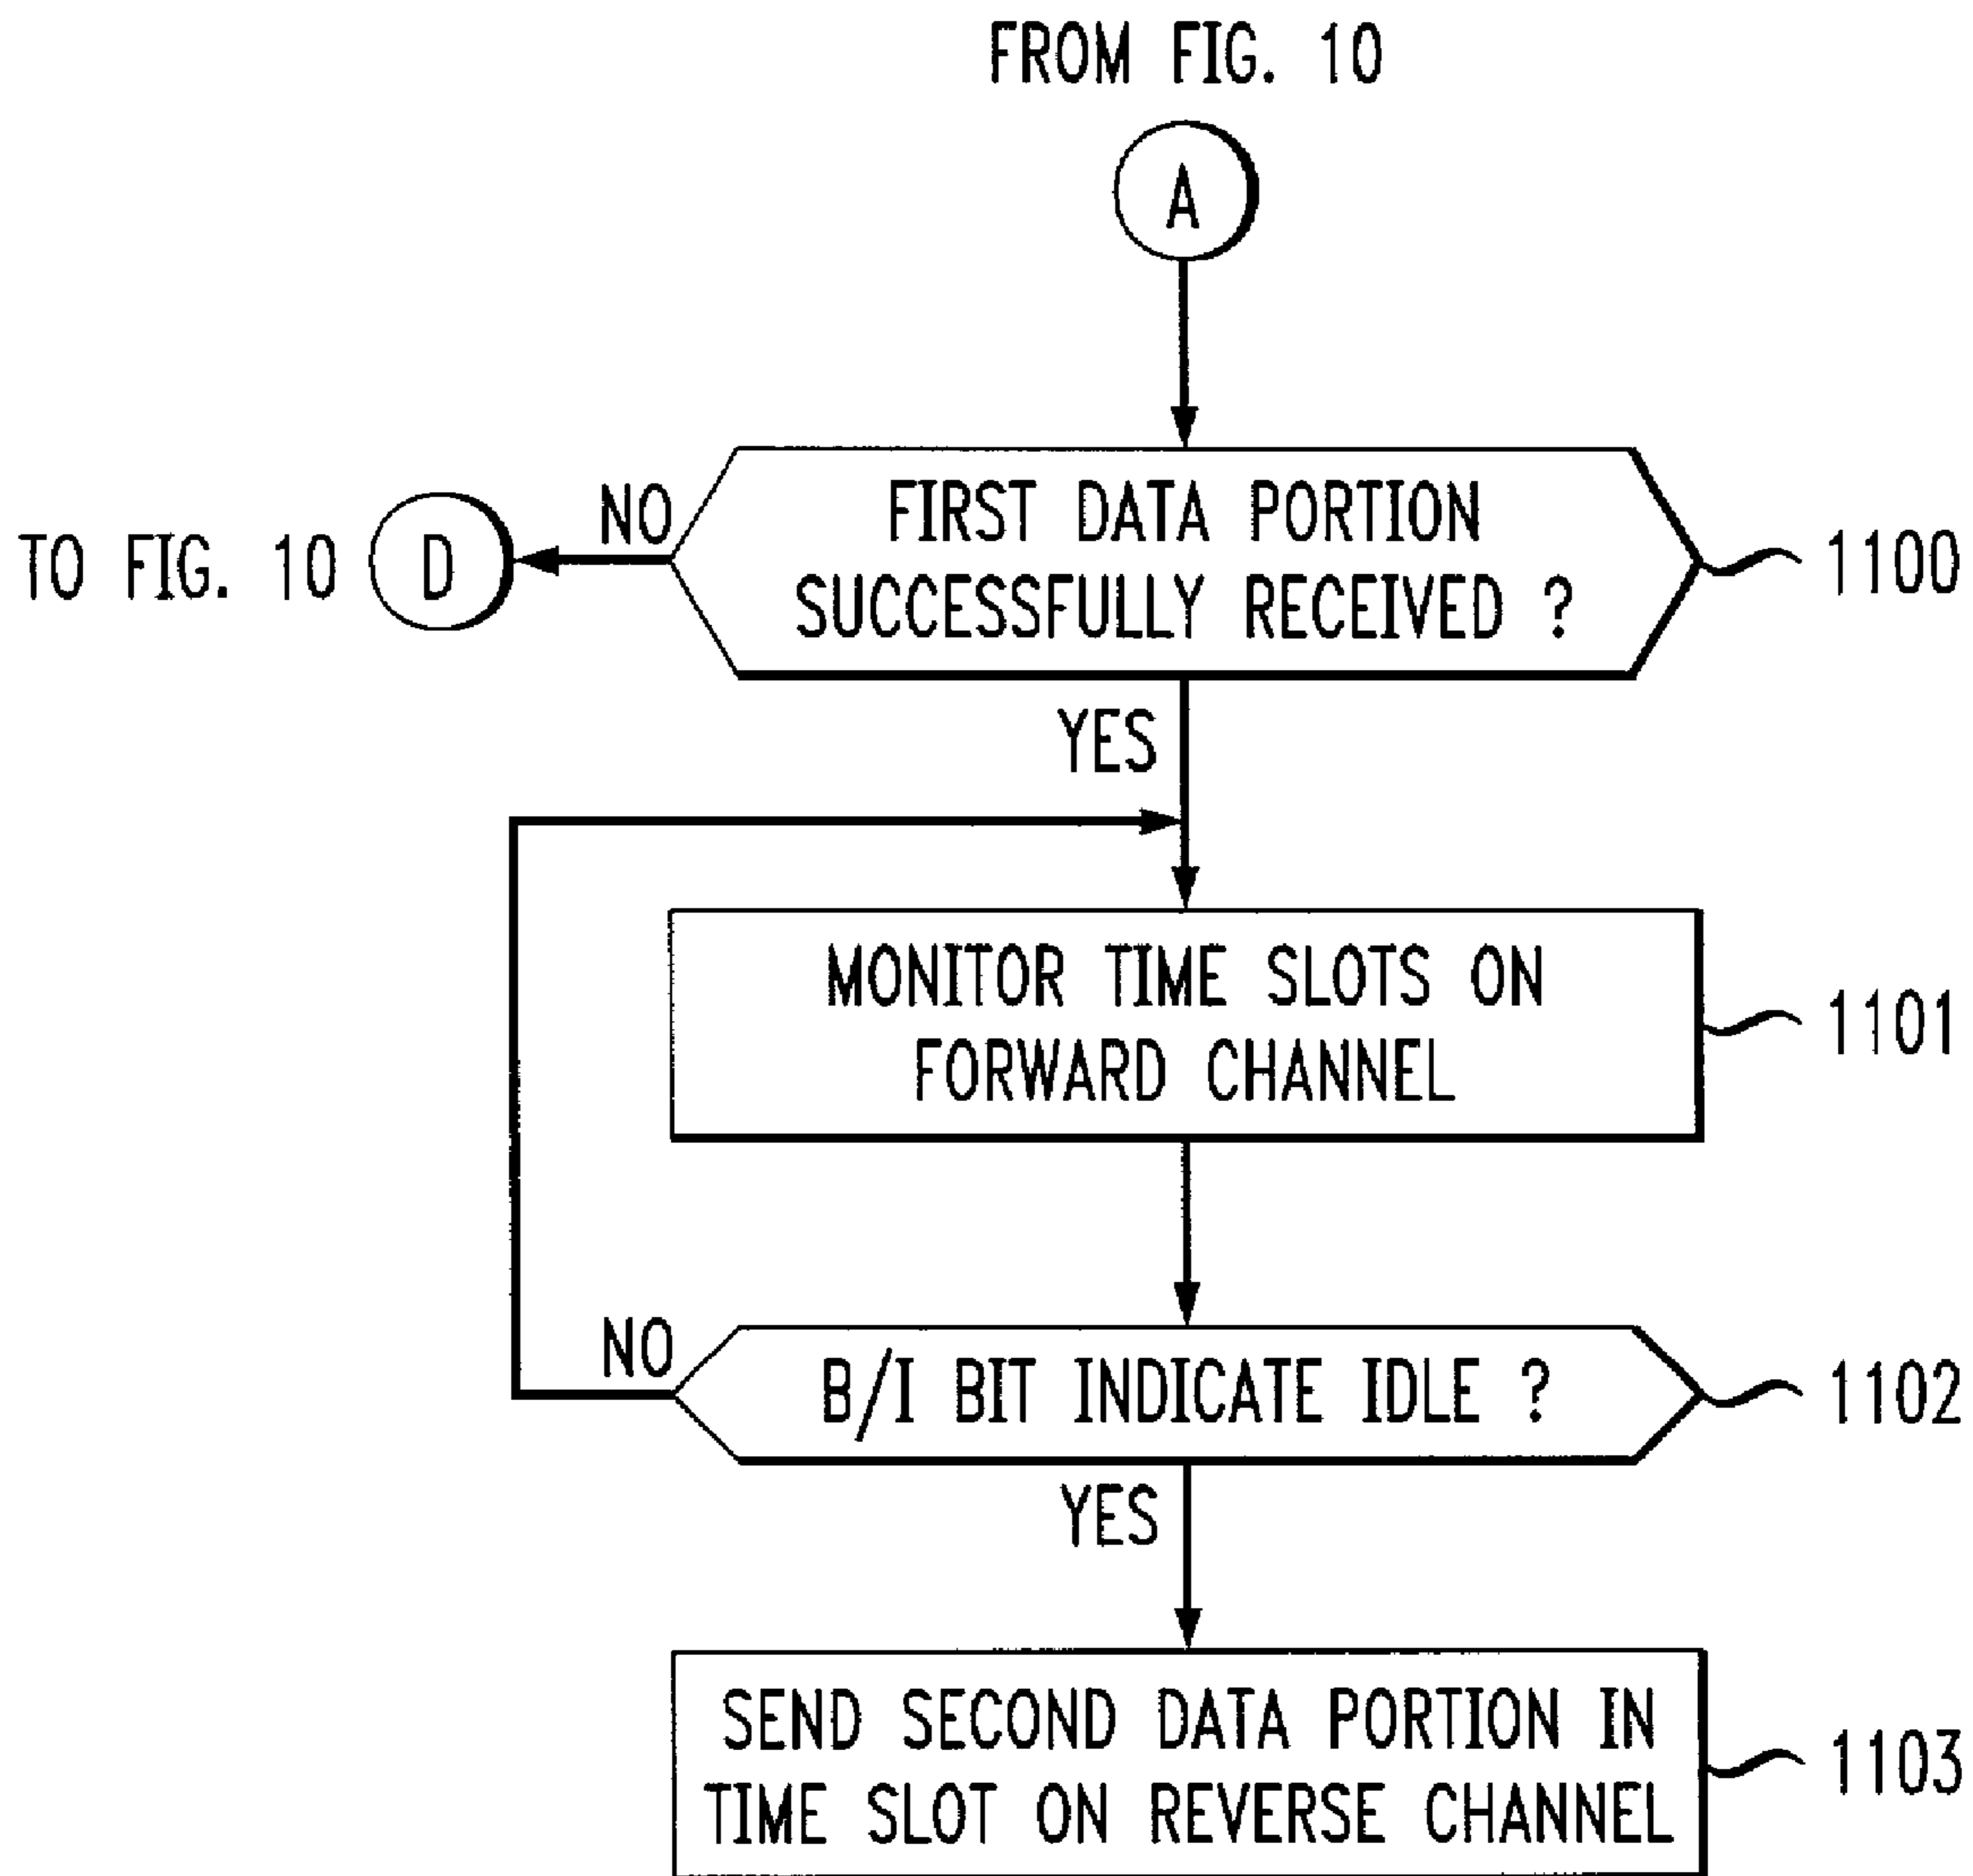 FROM FIG. 10
A
FIRST DATA PORTION
SUCCESSFULLY RECEIVED ?
1100
NO
TO FIG. 10 D
YES
MONITOR TIME SLOTS ON
FORWARD CHANNEL
1101
B/I BIT INDICATE IDLE ?
1102
NO
YES
SEND SECOND DATA PORTION IN
TIME SLOT ON REVERSE CHANNEL
1103